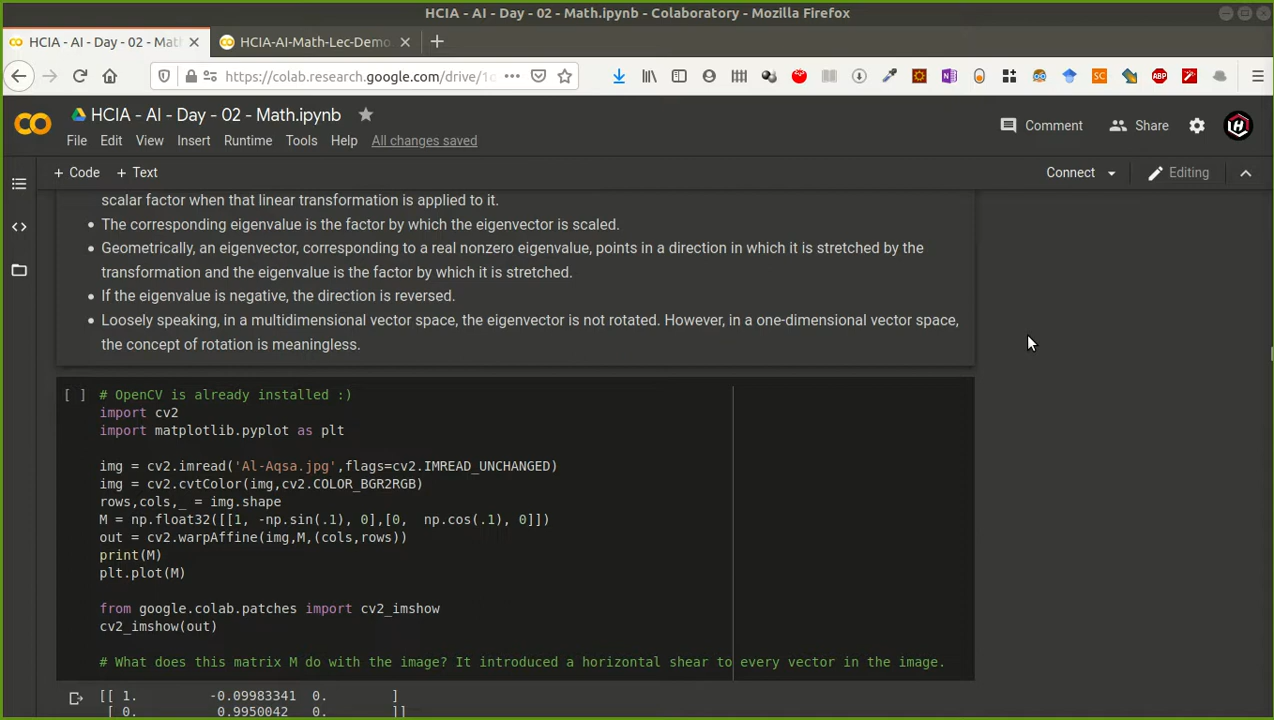 HCIA - AI - Day - 02 - Math.ipynb - Colaboratory - Mozilla Firefox
HCIA - AI - Day - 02 - Math
HCIA-AI-Math-Lec-Demo
https://colab.research.google.com/drive/1
HCIA - AI - Day - 02 - Math.ipynb
Comment
Share
File Edit View Insert Runtime Tools Help All changes saved
+ Code + Text
Connect
Editing
scalar factor when that linear transformation is applied to it.
• The corresponding eigenvalue is the factor by which the eigenvector is scaled.
• Geometrically, an eigenvector, corresponding to a real nonzero eigenvalue, points in a direction in which it is stretched by the
transformation and the eigenvalue is the factor by which it is stretched.
• If the eigenvalue is negative, the direction is reversed.
• Loosely speaking, in a multidimensional vector space, the eigenvector is not rotated. However, in a one-dimensional vector space,
the concept of rotation is meaningless.
[ ] # OpenCV is already installed :)
import cv2
import matplotlib.pyplot as plt
img = cv2.imread('Al-Aqsa.jpg',flags=cv2.IMREAD_UNCHANGED)
img = cv2.cvtColor(img,cv2.COLOR_BGR2RGB)
rows,cols,_ = img.shape
M = np.float32([[1, -np.sin(.1), 0],[0,  np.cos(.1), 0]])
out = cv2.warpAffine(img,M,(cols,rows))
print(M)
plt.plot(M)
from google.colab.patches import cv2_imshow
cv2_imshow(out)
# What does this matrix M do with the image? It introduced a horizontal shear to every vector in the image.
[[ 1. -0.09983341 0. ]
[ 0. 0.9950042 0. ]]